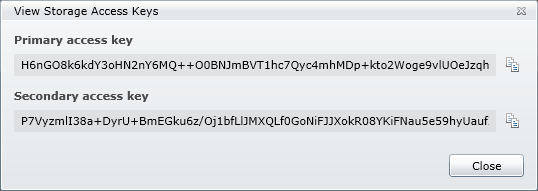 View Storage Access Keys
Primary access key
H6nGO8k6kdY3oHN2nY6MQ++O0BNJmBVT1hc7Qyc4mhMDp+kto2Woge9vlUOeJzqh
Secondary access key
P7VyzmlI38a+DyrU+BmEGku6z/Oj1bfLlJMXQLf0GoNiFJJXokR08YKiFNau5e59hyUauf
Close